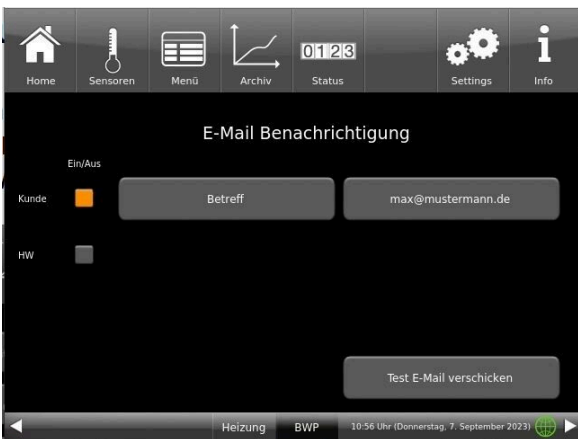 0123
Home Sensoren Menü Archiv Status Settings Info
E-Mail Benachrichtigung
Ein/Aus
Kunde Betreff max@mustermann.de
HW
Test E-Mail verschicken
Heizung BWP 10:56 Uhr (Donnerstag, 7. September 2023)